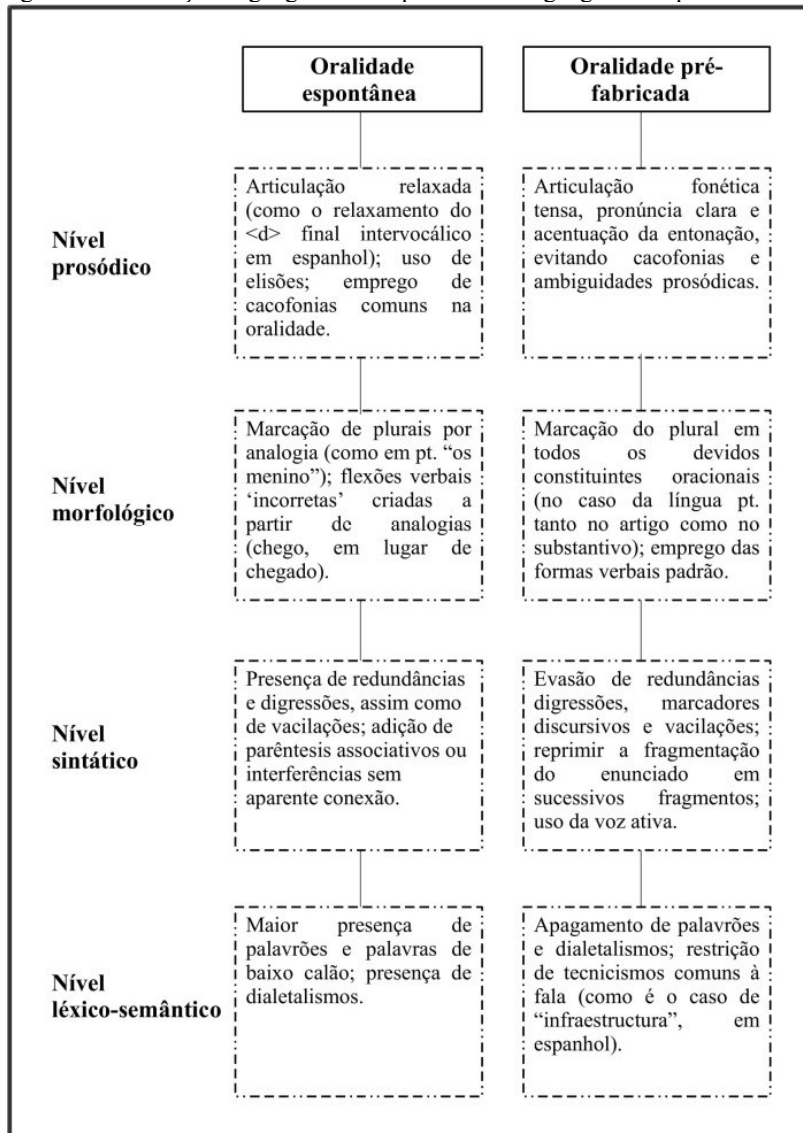 Oralidade
espontânea
Oralidade pré-
fabricada
Nível
prosódico
Articulação relaxada
(como o relaxamento do
<d> final intervocálico
em espanhol); uso de
elisões; emprego de
cacofonias comuns na
oralidade.
Articulação fonética
tensa, pronúncia clara e
acentuação da entonação,
evitando cacofonias e
ambiguidades prosódicas.
Nível
morfológico
Marcação de plurais por
analogia (como em pt. “os
menino”); flexões verbais
‘incorretas’ criadas a
partir de analogias
(chego, em lugar de
chegado).
Marcação do plural em
todos os devidos
constituintes oracionais
(no caso da língua pt.
tanto no artigo como no
substantivo); emprego das
formas verbais padrão.
Nível
sintático
Presença de redundâncias
e digressões, assim como
de vacilações; adição de
parêntesis associativos ou
interferências sem
aparente conexão.
Evasão de redundâncias
digressões, marcadores
discursivos e vacilações;
reprimir a fragmentação
do enunciado em
sucessivos fragmentos;
uso da voz ativa.
Nível
léxico-semântico
Maior presença de
palavrões e palavras de
baixo calão; presença de
dialetalismos.
Apagamento de palavrões
e dialetalismos; restrição
de tecnicismos comuns à
fala (como é o caso de
“infraestructura”, em
espanhol).